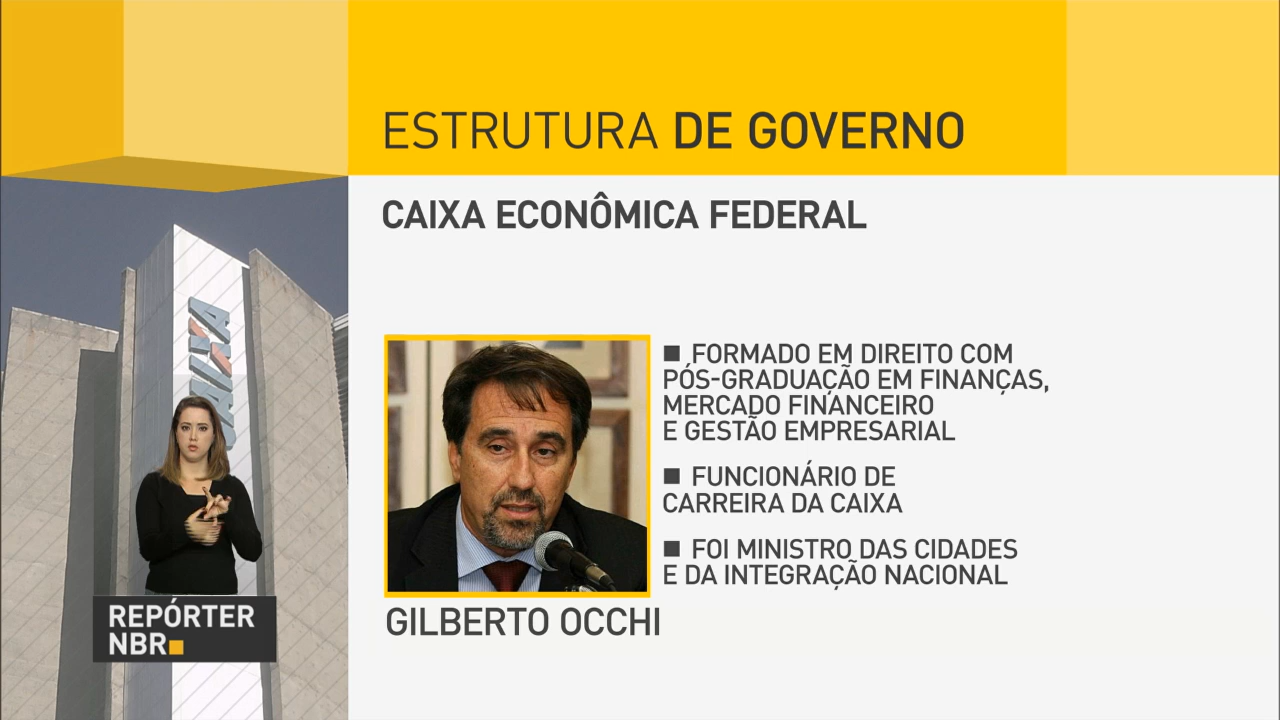 ESTRUTURA DE GOVERNO
CAIXA ECONÔMICA FEDERAL
CAIXA
■ FORMADO EM DIREITO COM
PÓS-GRADUAÇÃO EM FINANÇAS,
MERCADO FINANCEIRO
E GESTÃO EMPRESARIAL
■ FUNCIONÁRIO DE
CARREIRA DA CAIXA
■ FOI MINISTRO DAS CIDADES
E DA INTEGRAÇÃO NACIONAL
GILBERTO OCCHI
REPÓRTER
NBR